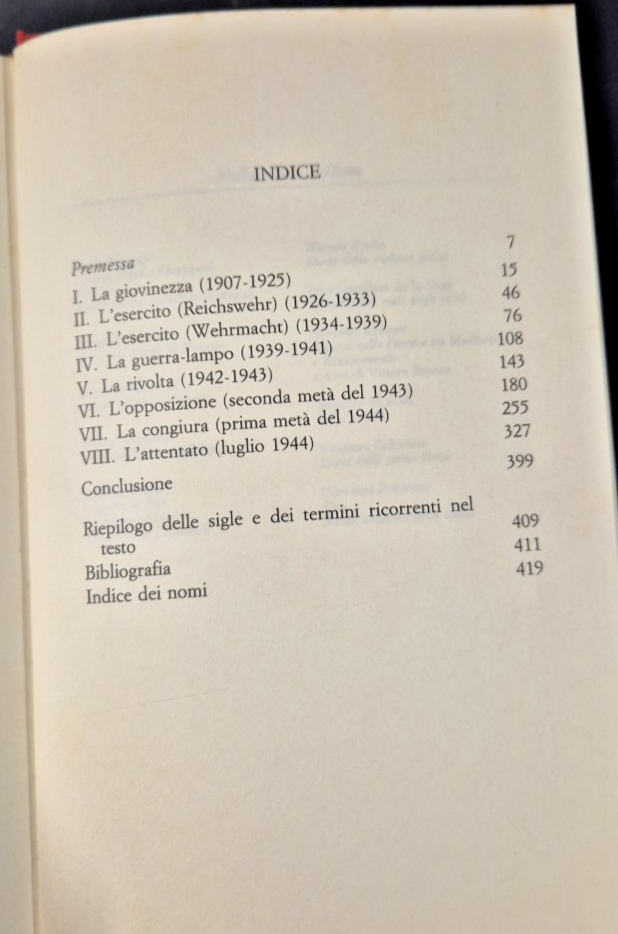 INDICE
Premessa 7
I. La giovinezza (1907-1925) 15
II. L'esercito (Reichswehr) (1926-1933) 46
III. L'esercito (Wehrmacht) (1934-1939) 76
IV. La guerra-lampo (1939-1941) 108
V. La rivolta (1942-1943) 143
VI. L'opposizione (seconda metà del 1943) 180
VII. La congiura (prima metà del 1944) 255
VIII. L'attentato (luglio 1944) 327
Conclusione 399
Riepilogo delle sigle e dei termini ricorrenti nel
testo 409
Bibliografia 411
Indice dei nomi 419